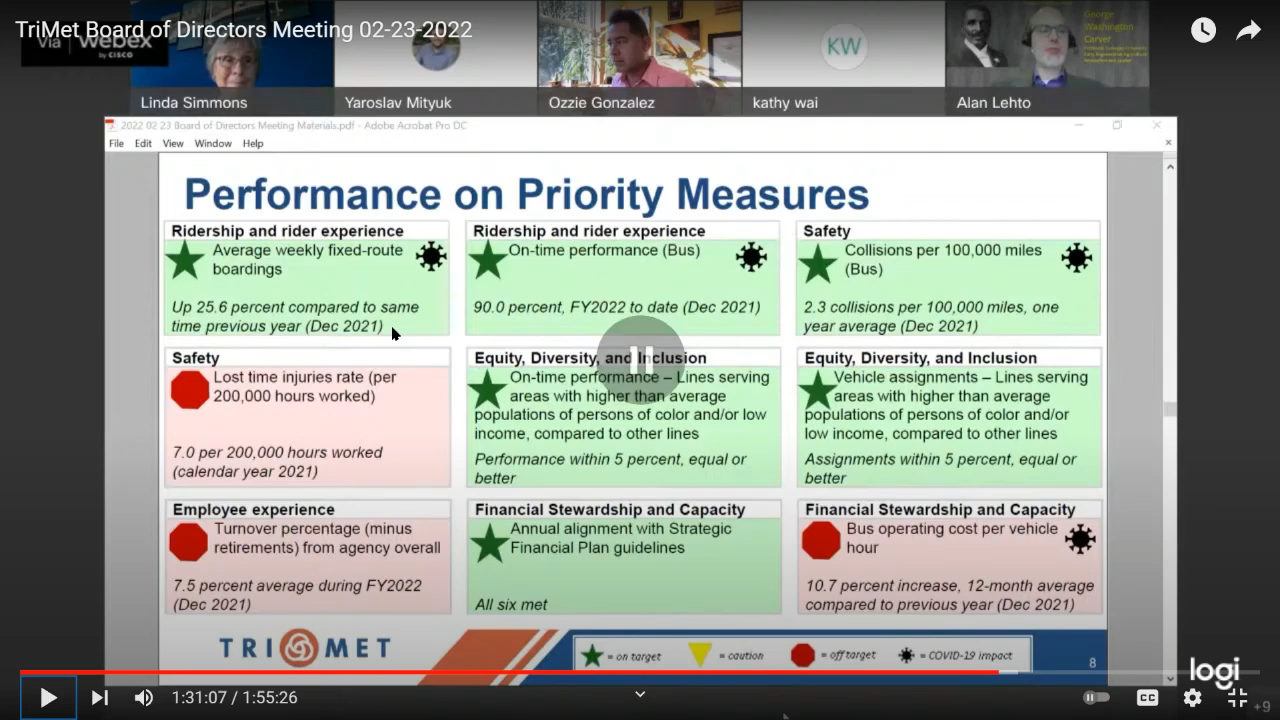 TriMet Board of Directors Meeting 02-23-2022
Via Webex
by CISCO
KW
George
Washington
Carver
Linda Simmons
Yaroslav Mityuk
Ozzie Gonzalez
kathy wai
Alan Lehto
2022 02 23 Board of Directors Meeting Materials.pdf - Adobe Acrobat Pro DC
File Edit View Window Help
Performance on Priority Measures
Ridership and rider experience
Average weekly fixed-route
boardings
Up 25.6 percent compared to same
time previous year (Dec 2021)
Ridership and rider experience
On-time performance (Bus)
90.0 percent, FY2022 to date (Dec 2021)
Safety
Collisions per 100,000 miles
(Bus)
2.3 collisions per 100,000 miles, one
year average (Dec 2021)
Safety
Lost time injuries rate (per
200,000 hours worked)
7.0 per 200,000 hours worked
(calendar year 2021)
Equity, Diversity, and Inclusion
On-time performance – Lines serving
areas with higher than average
populations of persons of color and/or low
income, compared to other lines
Performance within 5 percent, equal or
better
Equity, Diversity, and Inclusion
Vehicle assignments – Lines serving
areas with higher than average
populations of persons of color and/or
low income, compared to other lines
Assignments within 5 percent, equal or
better
Employee experience
Turnover percentage (minus
retirements) from agency overall
7.5 percent average during FY2022
(Dec 2021)
Financial Stewardship and Capacity
Annual alignment with Strategic
Financial Plan guidelines
All six met
Financial Stewardship and Capacity
Bus operating cost per vehicle
hour
10.7 percent increase, 12-month average
compared to previous year (Dec 2021)
TRIMET
= on target
= caution
= off target
= COVID-19 impact
8
logi
1:31:07 / 1:55:26
CC
+9